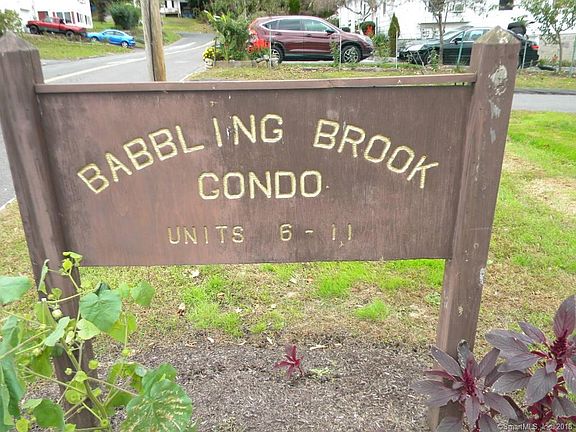 BABBLING BROOK
CONDO
UNITS 6 - 11
©SmartMLS, Inc 2018